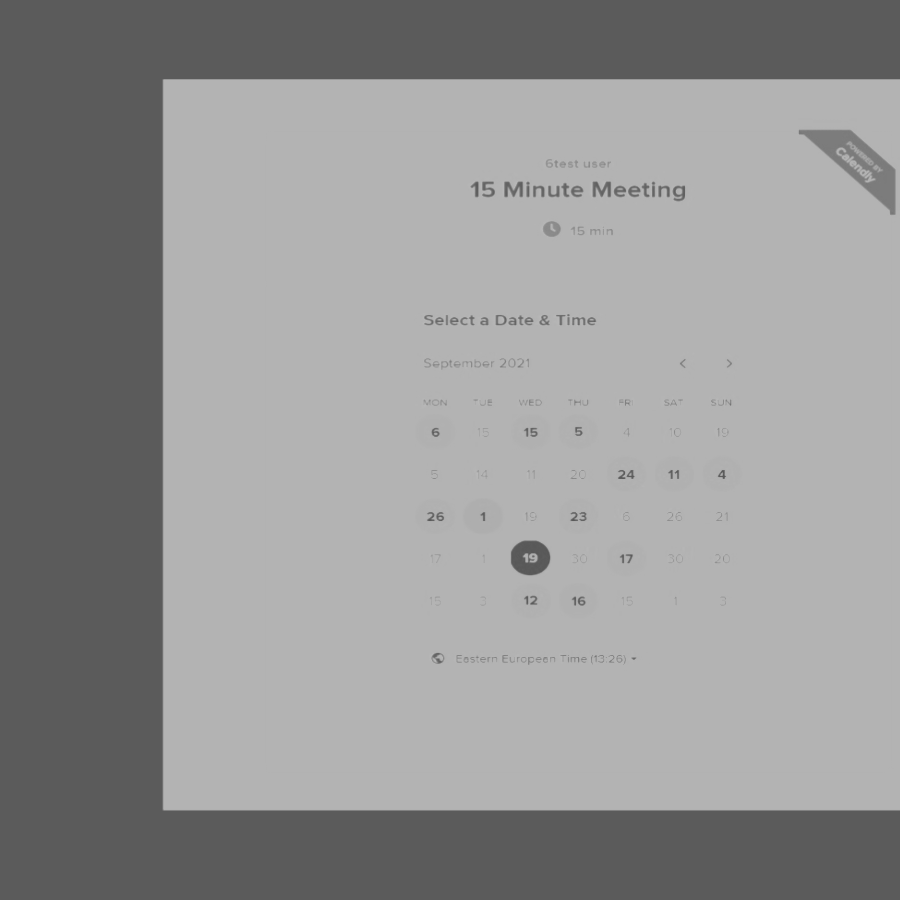 POWERED BY
Calendly
6test user
15 Minute Meeting
15 min
Select a Date & Time
September 2021
MON TUE WED THU FRI SAT SUN
6 15 15 5 4 10 19
5 14 11 20 24 11 4
26 1 19 23 6 26 21
17 1 19 30 17 30 20
15 3 12 16 15 1 3
Eastern European Time (13:26)